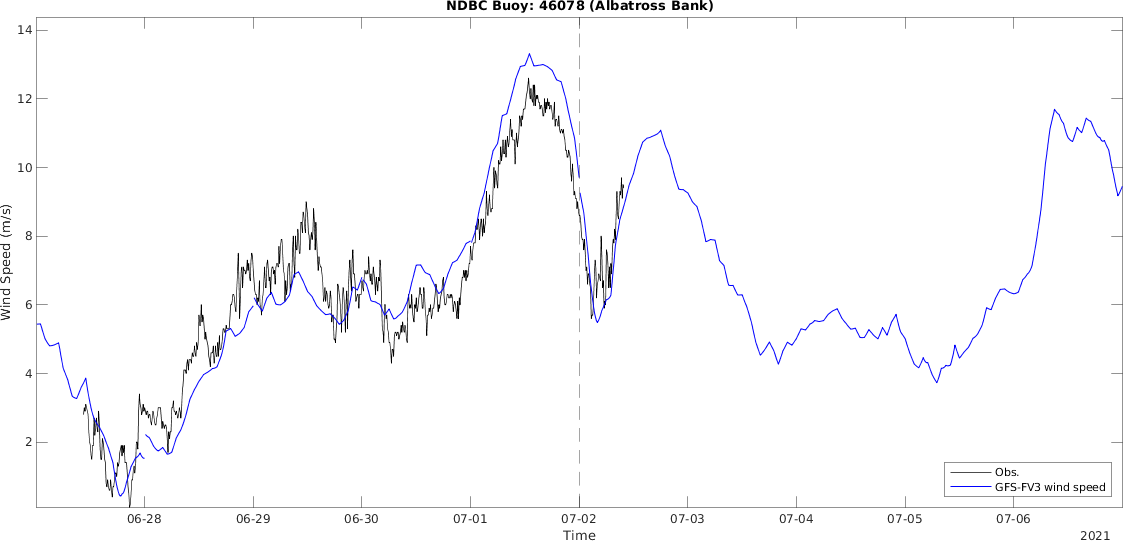 NDBC Buoy: 46078 (Albatross Bank)
14
12
10
8
6
4
2
Wind Speed (m/s)
Obs.
GFS-FV3 wind speed
06-28 06-29 06-30 07-01 07-02 07-03 07-04 07-05 07-06
Time
2021